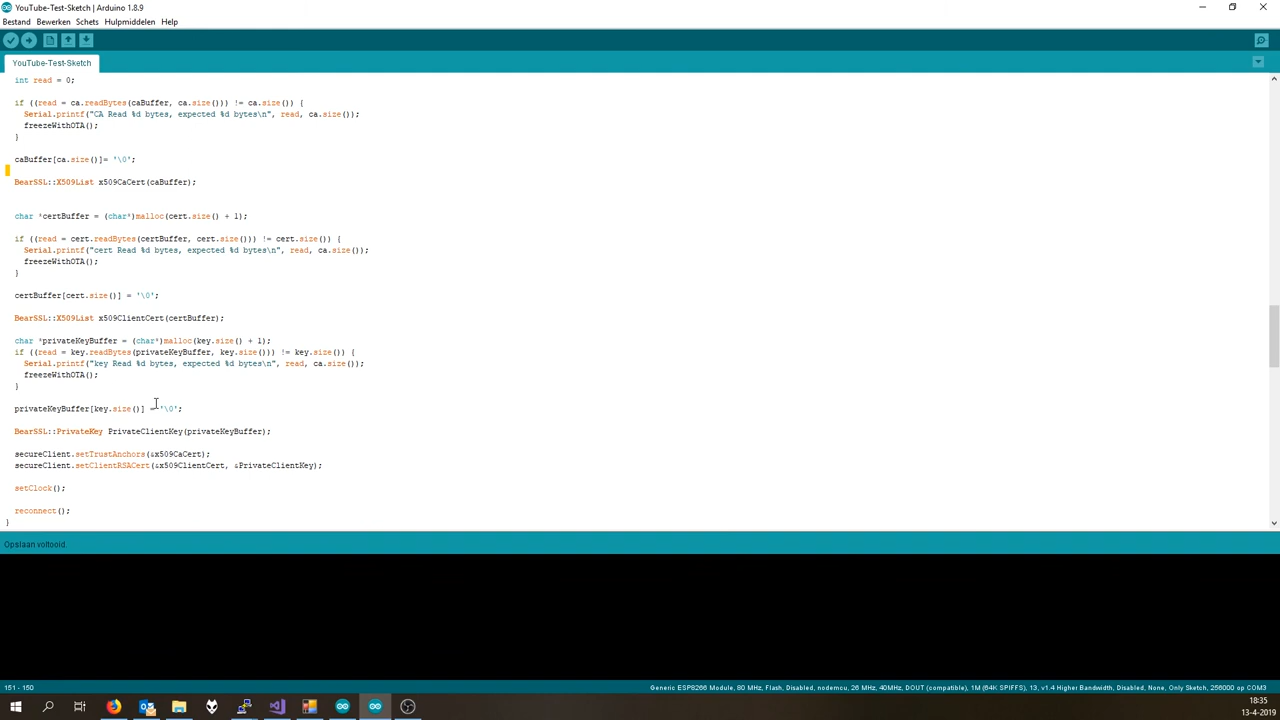 YouTube-Test-Sketch | Arduino 1.8.9
Bestand Bewerken Schets Hulpmiddelen Help
YouTube-Test-Sketch
int read = 0;
if ((read = ca.readBytes(caBuffer, ca.size())) != ca.size()) {
Serial.printf("CA Read %d bytes, expected %d bytes\n", read, ca.size());
freezeWithOTA();
}
caBuffer[ca.size()]= '\0';
BearSSL::X509List x509CaCert(caBuffer);
char *certBuffer = (char*)malloc(cert.size() + 1);
if ((read = cert.readBytes(certBuffer, cert.size())) != cert.size()) {
Serial.printf("cert Read %d bytes, expected %d bytes\n", read, ca.size());
freezeWithOTA();
}
certBuffer[cert.size()] = '\0';
BearSSL::X509List x509ClientCert(certBuffer);
char *privateKeyBuffer = (char*)malloc(key.size() + 1);
if ((read = key.readBytes(privateKeyBuffer, key.size())) != key.size()) {
Serial.printf("key Read %d bytes, expected %d bytes\n", read, ca.size());
freezeWithOTA();
}
privateKeyBuffer[key.size()] = '\0';
BearSSL::PrivateKey PrivateClientKey(privateKeyBuffer);
secureClient.setTrustAnchors(&x509CaCert);
secureClient.setClientRSACert(&x509ClientCert, &PrivateClientKey);
setClock();
reconnect();
}
Opslaan voltooid.
151 - 150
Generic ESP8266 Module, 80 MHz, Flash, Disabled, nodemcu, 26 MHz, 40MHz, DOUT (compatible), 1M (64K SPIFFS), 13, v1.4 Higher Bandwidth, Disabled, None, Only Sketch, 256000 op COM3
18:35
13-4-2019